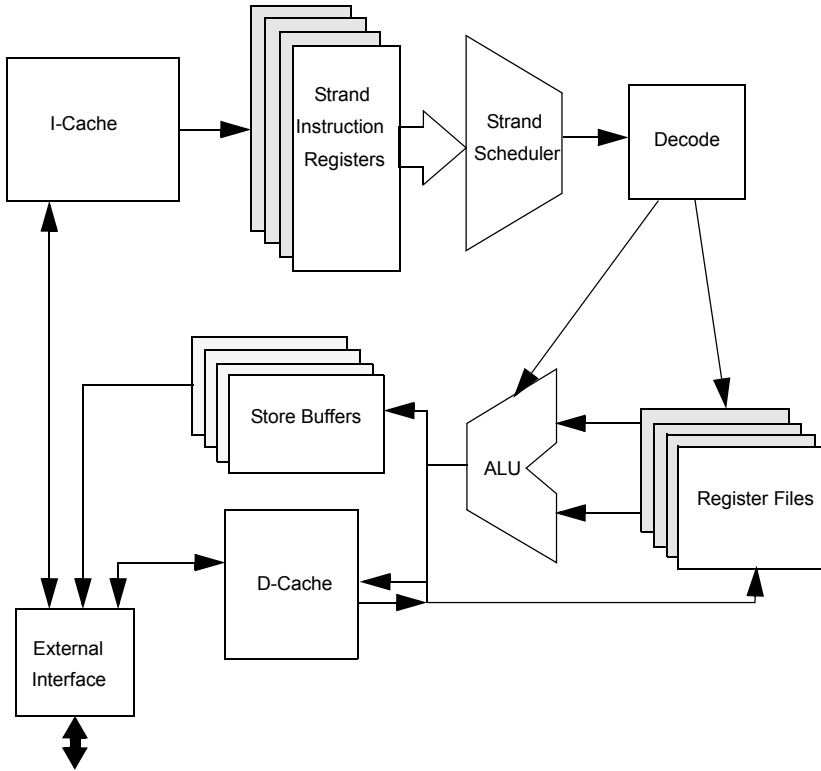 I-Cache
Strand
Instruction
Registers
Strand
Scheduler
Decode
Store Buffers
ALU
Register Files
D-Cache
External
Interface